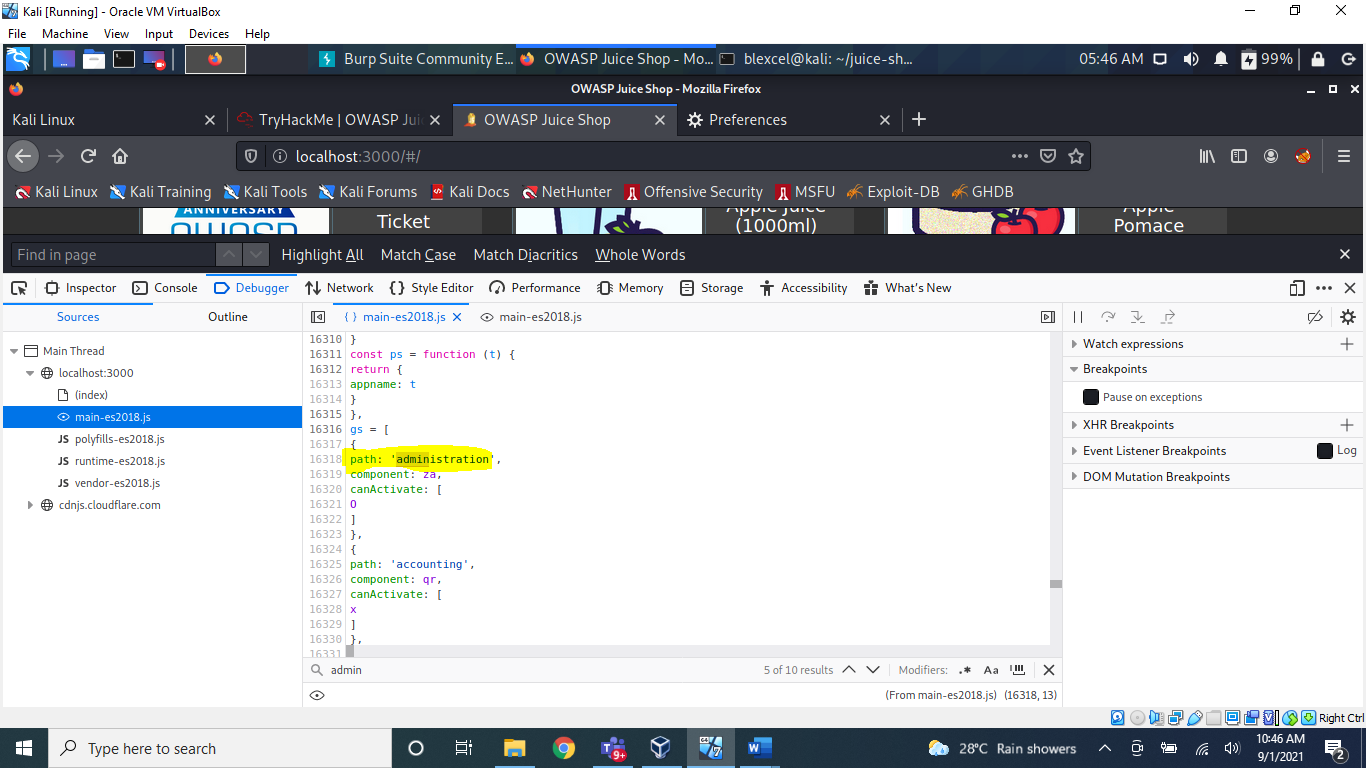 Kali [Running] - Oracle VM VirtualBox
File Machine View Input Devices Help
Burp Suite Community E... OWASP Juice Shop - Mo... blexcel@kali: ~/juice-sh... 05:46 AM 99%
OWASP Juice Shop - Mozilla Firefox
Kali Linux TryHackMe | OWASP Jui OWASP Juice Shop Preferences
localhost:3000/#/
Kali Linux Kali Training Kali Tools Kali Forums Kali Docs NetHunter Offensive Security MSFU Exploit-DB GHDB
ANNIVERSARY OWASP Ticket Apple Juice Apple
(1000ml) Pomace
Find in page Highlight All Match Case Match Diacritics Whole Words
Inspector Console Debugger Network Style Editor Performance Memory Storage Accessibility What's New
Sources Outline
main-es2018.js main-es2018.js
Main Thread
localhost:3000
(index)
main-es2018.js
JS polyfills-es2018.js
JS runtime-es2018.js
JS vendor-es2018.js
cdnjs.cloudflare.com
16310 }
16311 const ps = function (t) {
16312 return {
16313 appname: t
16314 }
16315 },
16316 gs = [
16317 {
16318 path: 'administration',
16319 component: za,
16320 canActivate: [
16321 O
16322 ]
16323 },
16324 {
16325 path: 'accounting',
16326 component: qr,
16327 canActivate: [
16328 x
16329 ]
16330 },
16331
Watch expressions
Breakpoints
Pause on exceptions
XHR Breakpoints
Event Listener Breakpoints Log
DOM Mutation Breakpoints
admin 5 of 10 results Modifiers: .* Aa
(From main-es2018.js) (16318, 13)
Right Ctrl
Type here to search 9+ 28°C Rain showers 10:46 AM
9/1/2021 2